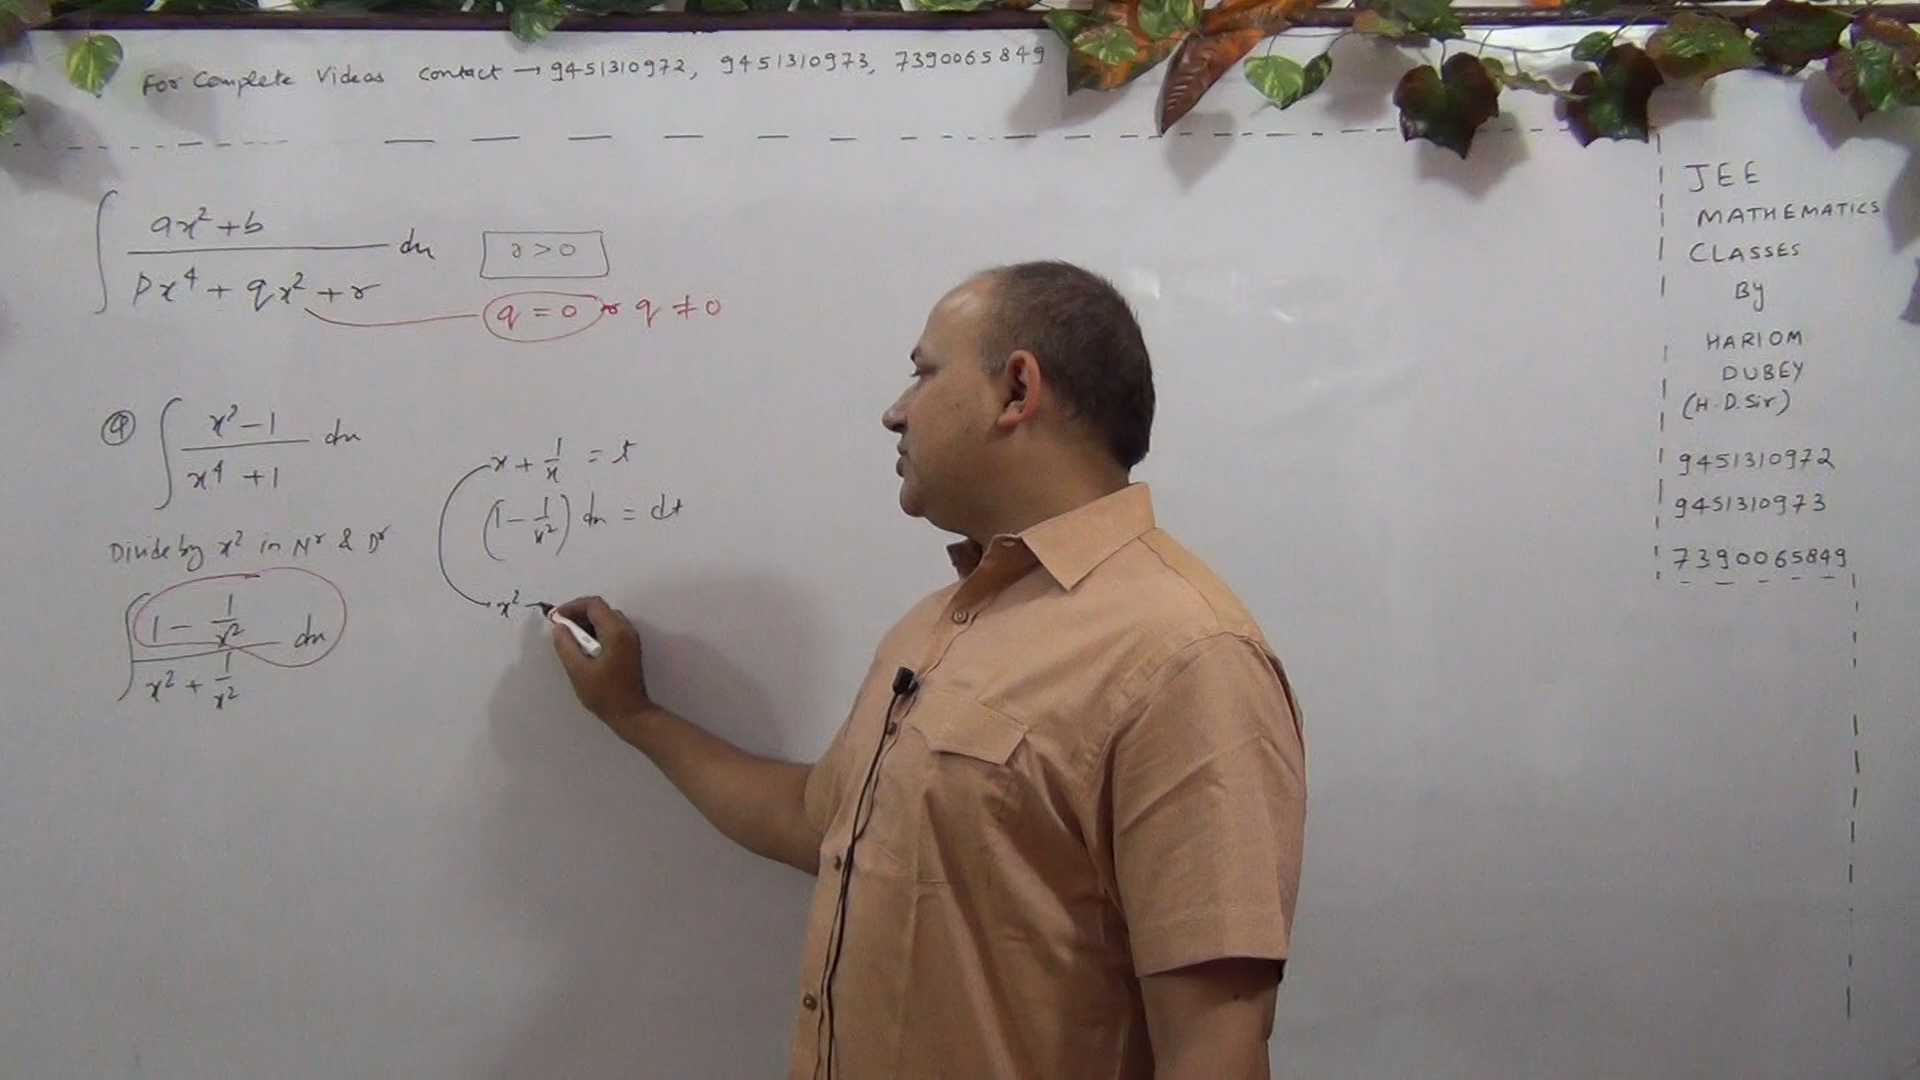 For Complete Videos Contact → 9451310972, 9451310973, 7390065849
∫ (ax² + b)/(px⁴ + qx² + r) dx
r > 0
q = 0 or q ≠ 0
Q ∫ (x² - 1)/(x⁴ + 1) dx
Divide by x² in Nʳ & Dʳ
∫ (1 - 1/x²)/(x² + 1/x²) dx
x + 1/x = t
(1 - 1/x²) dx = dt
x²
JEE
MATHEMATICS
CLASSES
By
HARIOM
DUBEY
(H.D.Sir)
9451310972
9451310973
7390065849